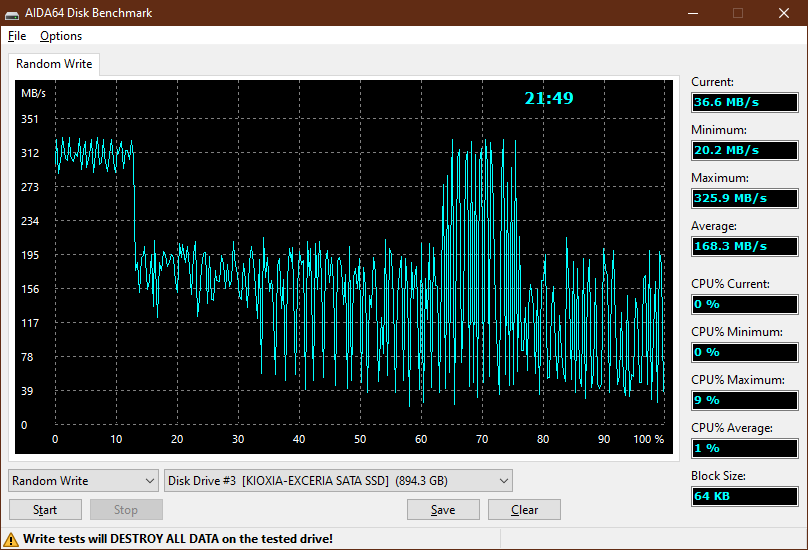 AIDA64 Disk Benchmark
File Options
Random Write
MB/s
21:49
351
312
273
234
195
156
117
78
39
0
0 10 20 30 40 50 60 70 80 90 100 %
Current:
36.6 MB/s
Minimum:
20.2 MB/s
Maximum:
325.9 MB/s
Average:
168.3 MB/s
CPU% Current:
0 %
CPU% Minimum:
0 %
CPU% Maximum:
9 %
CPU% Average:
1 %
Block Size:
64 KB
Random Write Disk Drive #3 [KIOXIA-EXCERIA SATA SSD] (894.3 GB)
Start Stop Save Clear
Write tests will DESTROY ALL DATA on the tested drive!